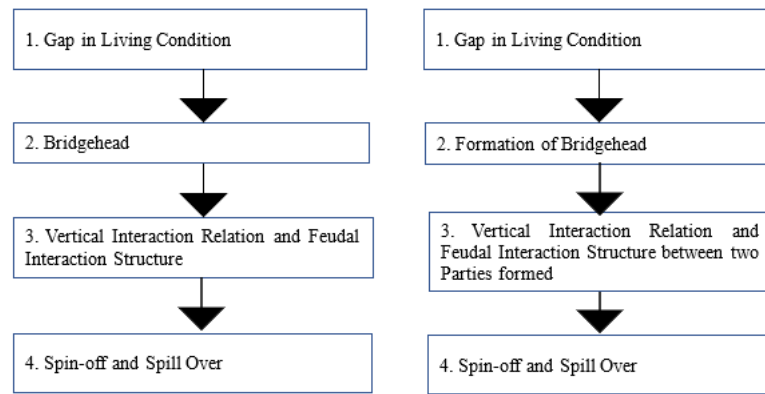 1. Gap in Living Condition
2. Bridgehead
3. Vertical Interaction Relation and Feudal
Interaction Structure
4. Spin-off and Spill Over
1. Gap in Living Condition
2. Formation of Bridgehead
3. Vertical Interaction Relation and
Feudal Interaction Structure between two
Parties formed
4. Spin-off and Spill Over